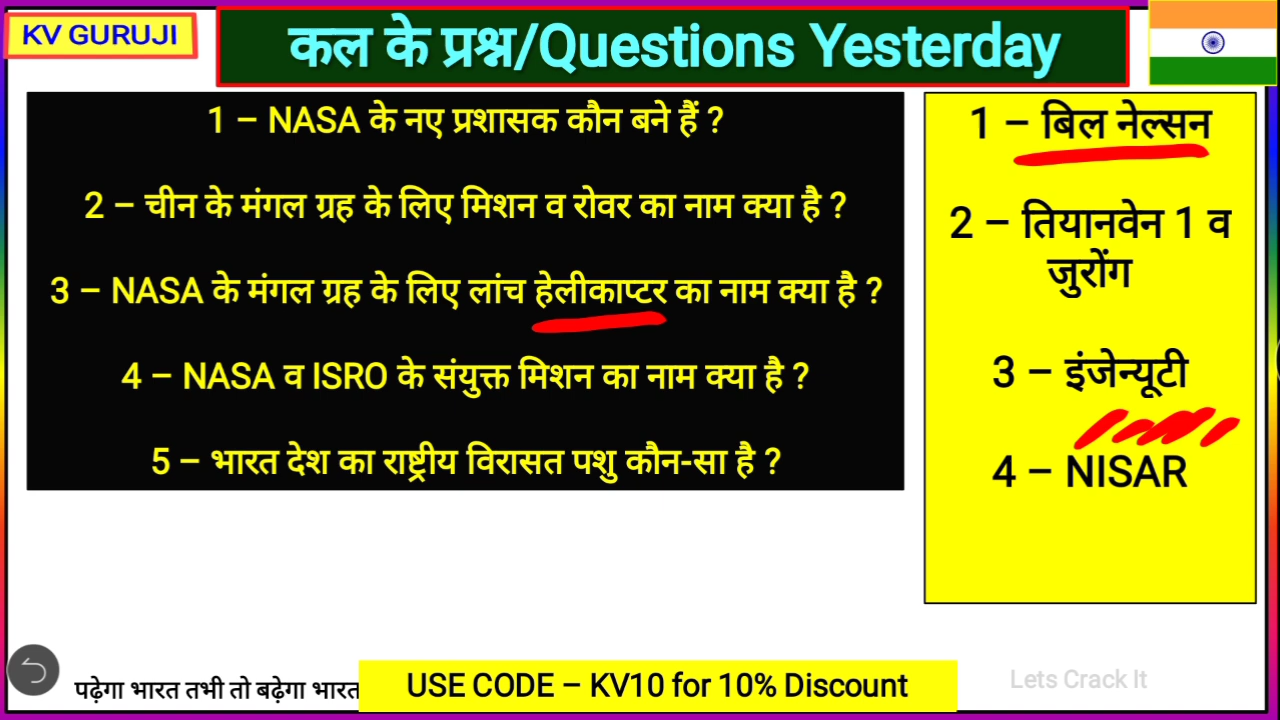 KV GURUJI
कल के प्रश्न/Questions Yesterday
1 – NASA के नए प्रशासक कौन बने हैं ?
2 – चीन के मंगल ग्रह के लिए मिशन व रोवर का नाम क्या है ?
3 – NASA के मंगल ग्रह के लिए लांच हेलीकाप्टर का नाम क्या है ?
4 – NASA व ISRO के संयुक्त मिशन का नाम क्या है ?
5 – भारत देश का राष्ट्रीय विरासत पशु कौन-सा है ?
1 – बिल नेल्सन
2 – तियानवेन 1 व
जुरोंग
3 – इंजेन्यूटी
4 – NISAR
पढ़ेगा भारत तभी तो बढ़ेगा भारत
USE CODE – KV10 for 10% Discount
Lets Crack It